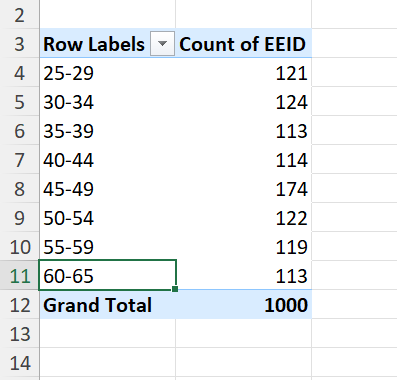 2
3 Row Labels Count of EEID
4 25-29 121
5 30-34 124
6 35-39 113
7 40-44 114
8 45-49 174
9 50-54 122
10 55-59 119
11 60-65 113
12 Grand Total 1000
13
14